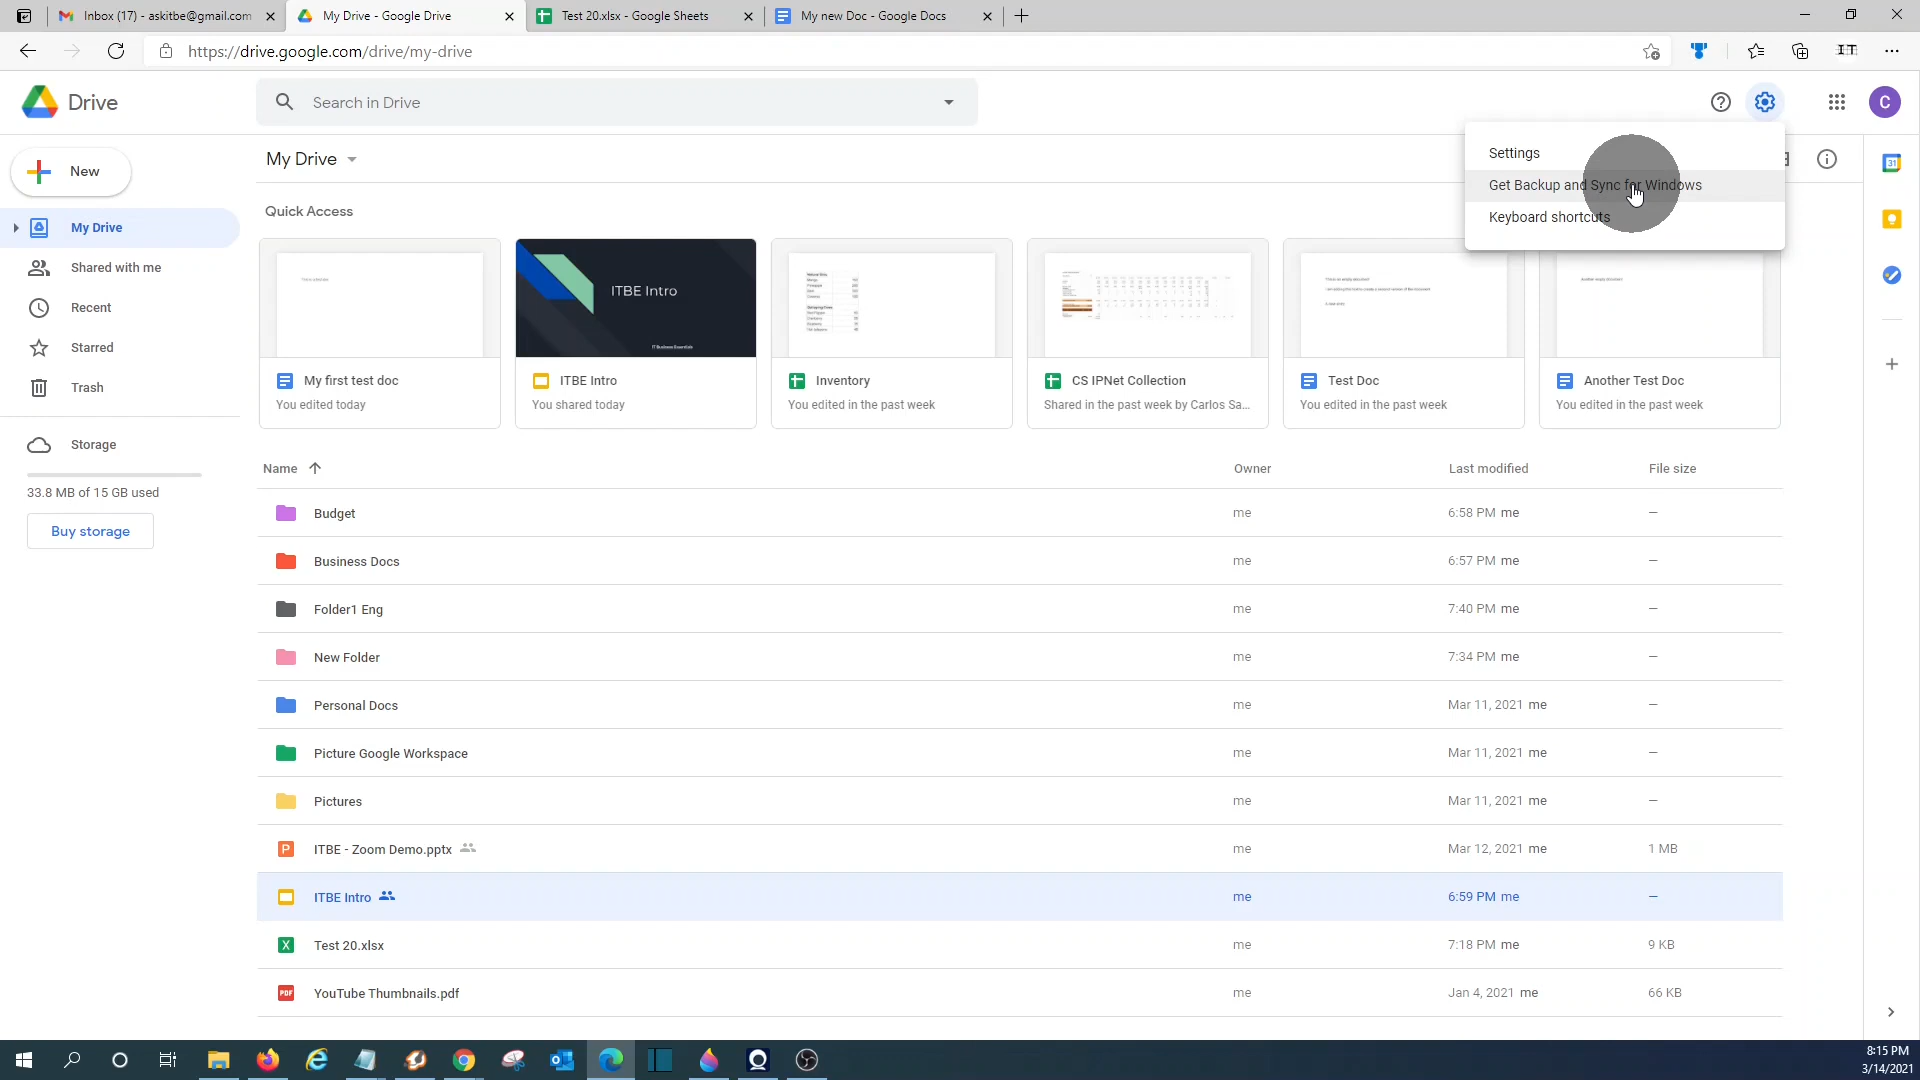 Inbox (17) - askitbe@gmail.com
My Drive - Google Drive
Test 20.xlsx - Google Sheets
My new Doc - Google Docs
https://drive.google.com/drive/my-drive
IT
Drive
Search in Drive
C
Settings
Get Backup and Sync for Windows
Keyboard shortcuts
New
My Drive
Shared with me
Recent
Starred
Trash
Storage
33.8 MB of 15 GB used
Buy storage
My Drive
31
Quick Access
ITBE Intro
IT Business Essentials
My first test doc
You edited today
ITBE Intro
You shared today
Inventory
You edited in the past week
CS IPNet Collection
Shared in the past week by Carlos Sa...
Test Doc
You edited in the past week
Another Test Doc
You edited in the past week
Name Owner Last modified File size
Budget me 6:58 PM me —
Business Docs me 6:57 PM me —
Folder1 Eng me 7:40 PM me —
New Folder me 7:34 PM me —
Personal Docs me Mar 11, 2021 me —
Picture Google Workspace me Mar 11, 2021 me —
Pictures me Mar 11, 2021 me —
P ITBE - Zoom Demo.pptx me Mar 12, 2021 me 1 MB
ITBE Intro me 6:59 PM me —
X Test 20.xlsx me 7:18 PM me 9 KB
PDF YouTube Thumbnails.pdf me Jan 4, 2021 me 66 KB
8:15 PM
3/14/2021